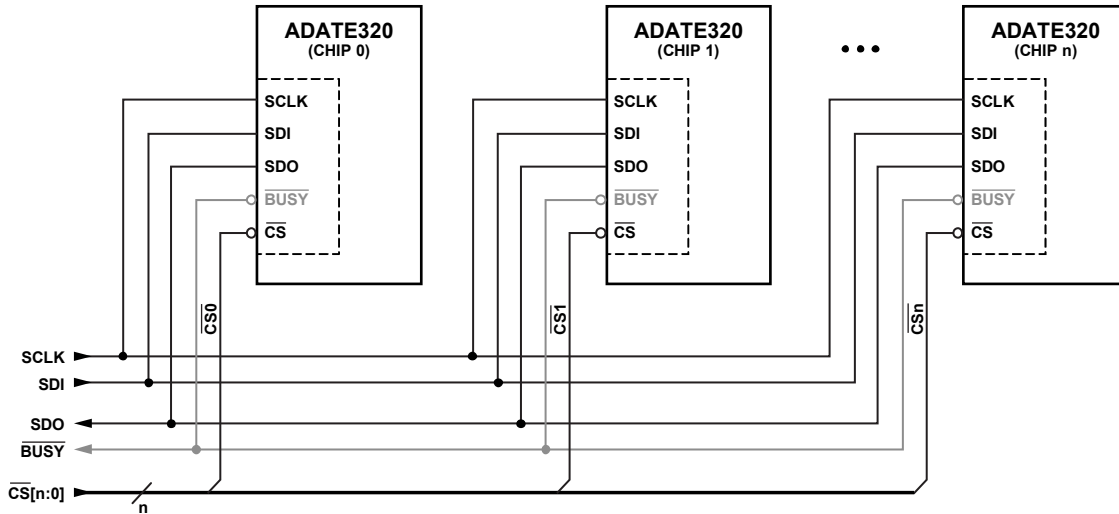 ADATE320
(CHIP 0)
SCLK
SDI
SDO
BUSY
CS
ADATE320
(CHIP 1)
SCLK
SDI
SDO
BUSY
CS
ADATE320
(CHIP n)
SCLK
SDI
SDO
BUSY
CS
CS0
CS1
CSn
SCLK
SDI
SDO
BUSY
CS[n:0]
n